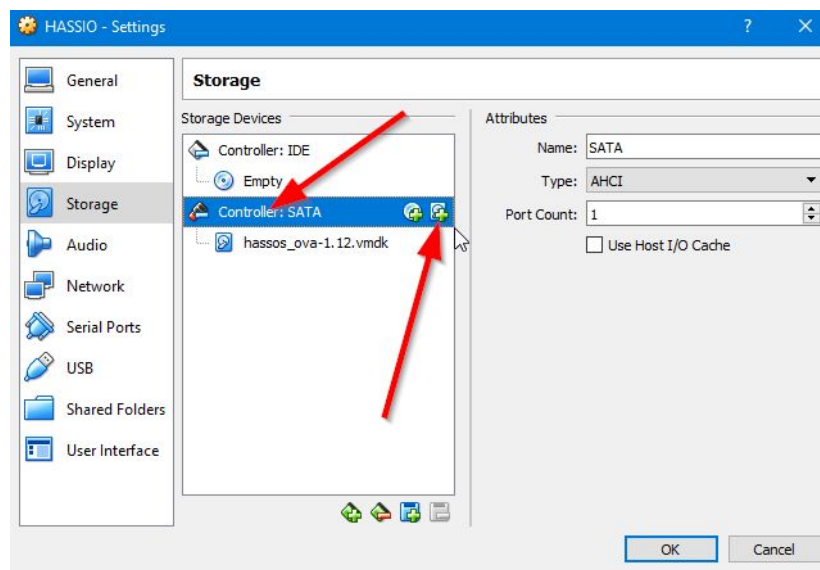 HASSIO - Settings
?
General
System
Display
Storage
Audio
Network
Serial Ports
USB
Shared Folders
User Interface
Storage
Storage Devices
Controller: IDE
Empty
Controller: SATA
hassos_ova-1.12.vmdk
Attributes
Name: SATA
Type: AHCI
Port Count: 1
Use Host I/O Cache
OK
Cancel